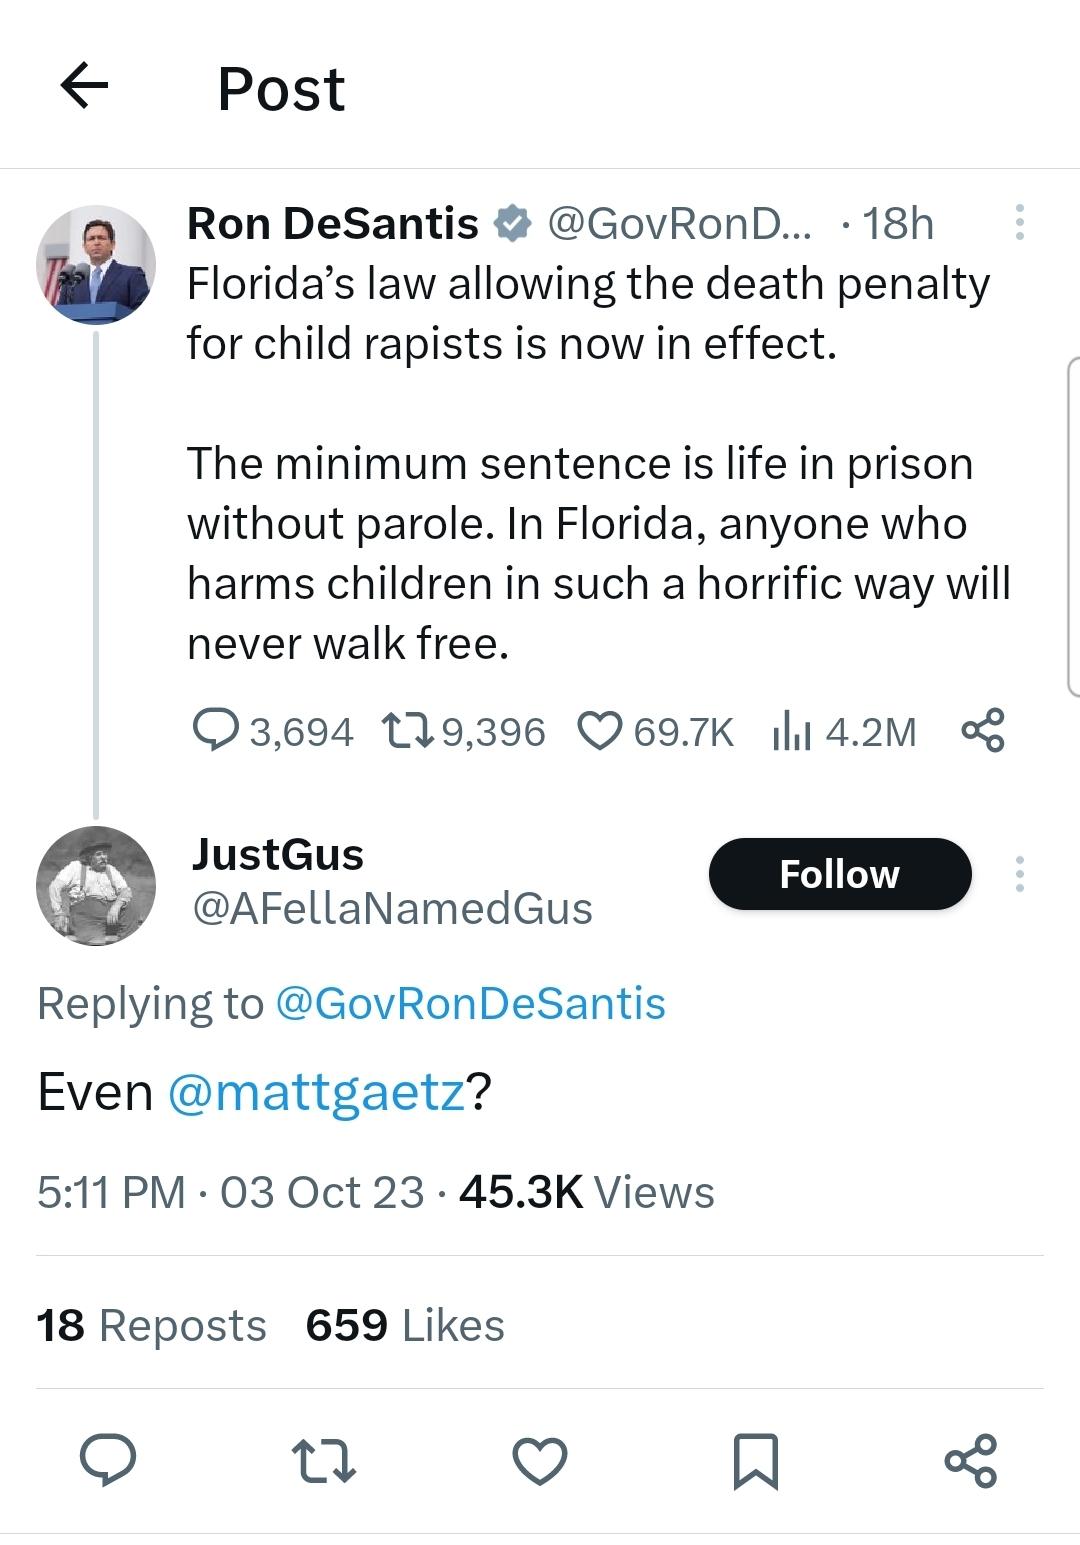 Post
Ron DeSantis @GovRonD... · 18h
Florida’s law allowing the death penalty
for child rapists is now in effect.
The minimum sentence is life in prison
without parole. In Florida, anyone who
harms children in such a horrific way will
never walk free.
3,694 9,396 69.7K 4.2M
JustGus
@AFellaNamedGus
Follow
Replying to @GovRonDeSantis
Even @mattgaetz?
5:11 PM · 03 Oct 23 · 45.3K Views
18 Reposts 659 Likes